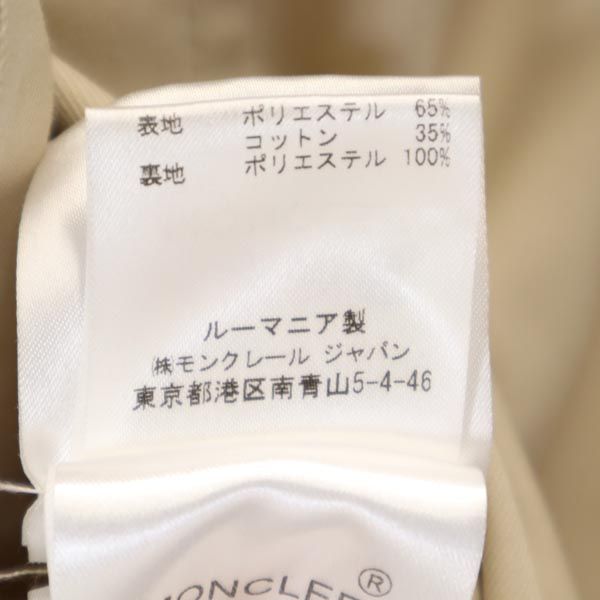 表地 ポリエステル 65%
コットン 35%
裏地 ポリエステル 100%
ルーマニア製
㈱モンクレール ジャパン
東京都港区南青山5-4-46
MONCLER®